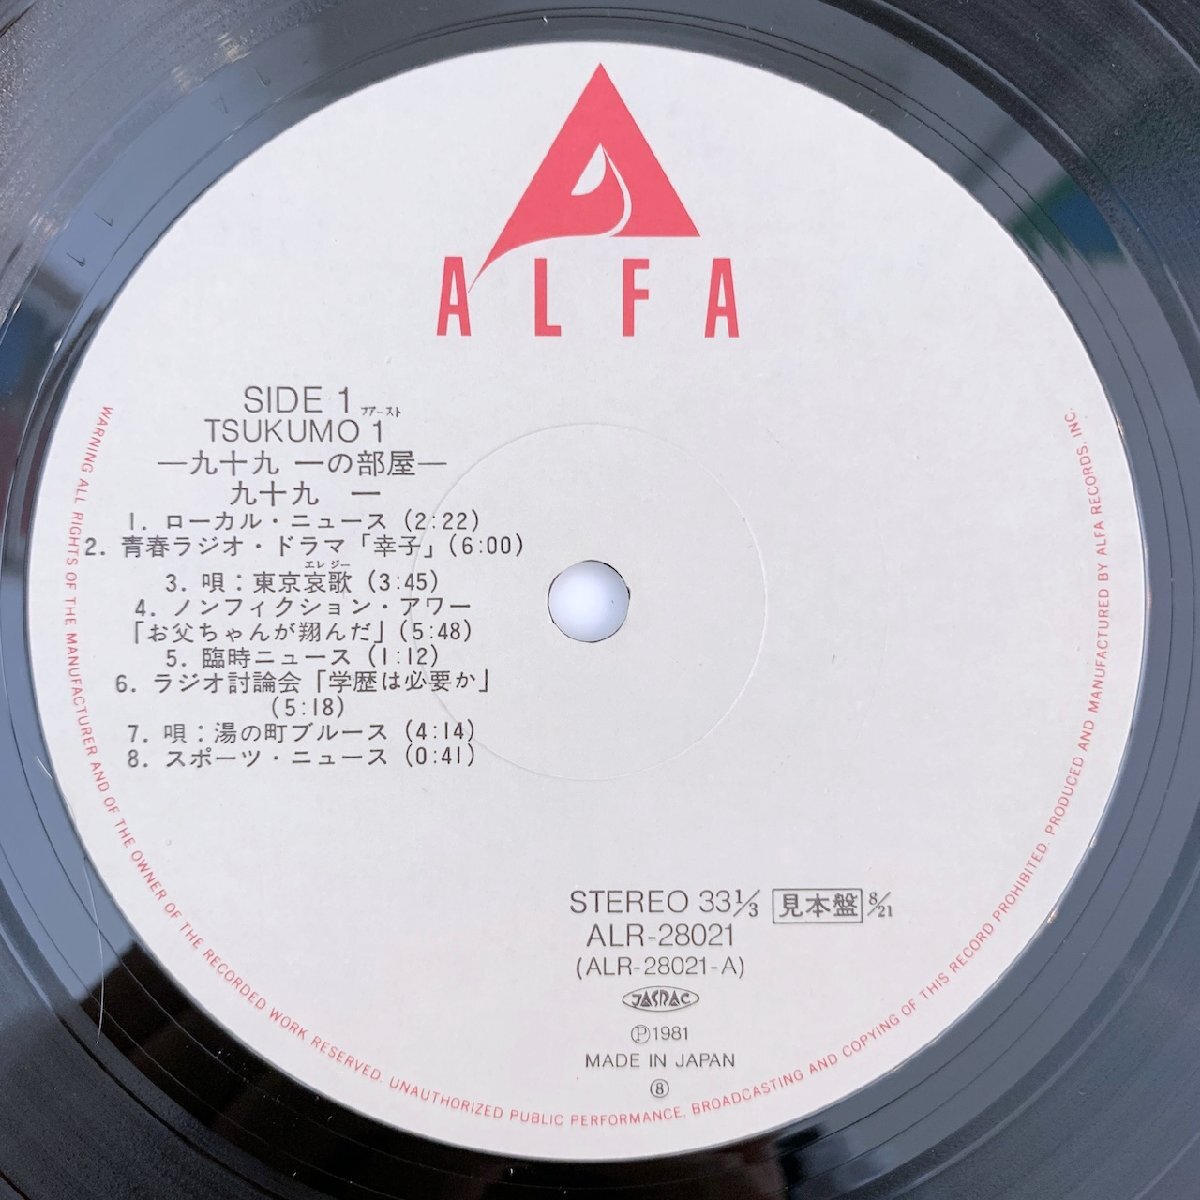 ALFA
SIDE 1
ファースト
TSUKUMO 1
—九十九 一の部屋—
九十九 一
1. ローカル・ニュース (2:22)
2. 青春ラジオ・ドラマ「幸子」(6:00)
エレジー
3. 唄：東京哀歌 (3:45)
4. ノンフィクション・アワー
「お父ちゃんが翔んだ」(5:48)
5. 臨時ニュース (1:12)
6. ラジオ討論会「学歴は必要か」
(5:18)
7. 唄：湯の町ブルース (4:14)
8. スポーツ・ニュース (0:41)
STEREO 33⅓ 見本盤 8/21
ALR-28021
(ALR-28021-A)
JASRAC
Ⓟ1981
MADE IN JAPAN
⑧
WARNING ALL RIGHTS OF THE MANUFACTURER AND OF THE OWNER OF THE RECORDED WORK RESERVED. UNAUTHORIZED PUBLIC PERFORMANCE, BROADCASTING AND COPYING OF THIS RECORD PROHIBITED. PRODUCED AND MANUFACTURED BY ALFA RECORDS, INC.